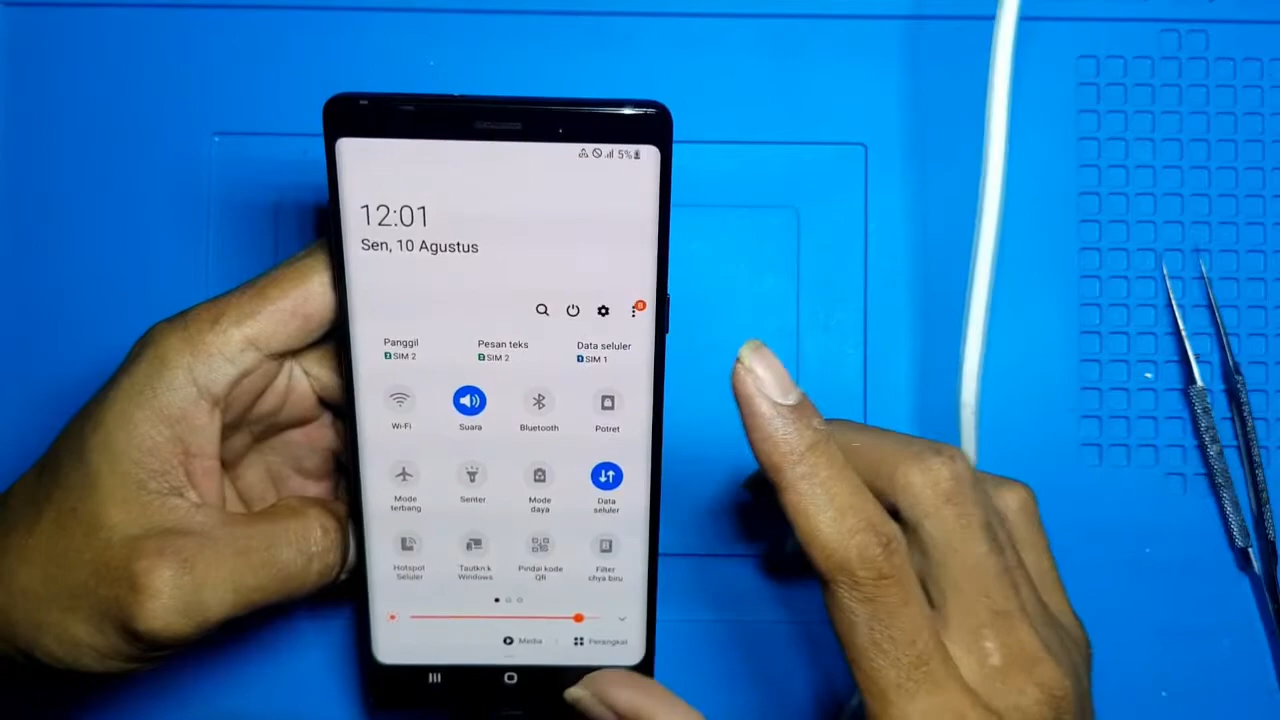 5%
12:01
Sen, 10 Agustus
8
Panggil
SIM 2
Pesan teks
SIM 2
Data seluler
SIM 1
Wi-Fi
Suara
Bluetooth
Potret
Mode
terbang
Senter
Mode
daya
Data
seluler
Hotspot
Seluler
Tautkn k
Windows
Pindai kode
QR
Filter
chya biru
Media
Perangkat